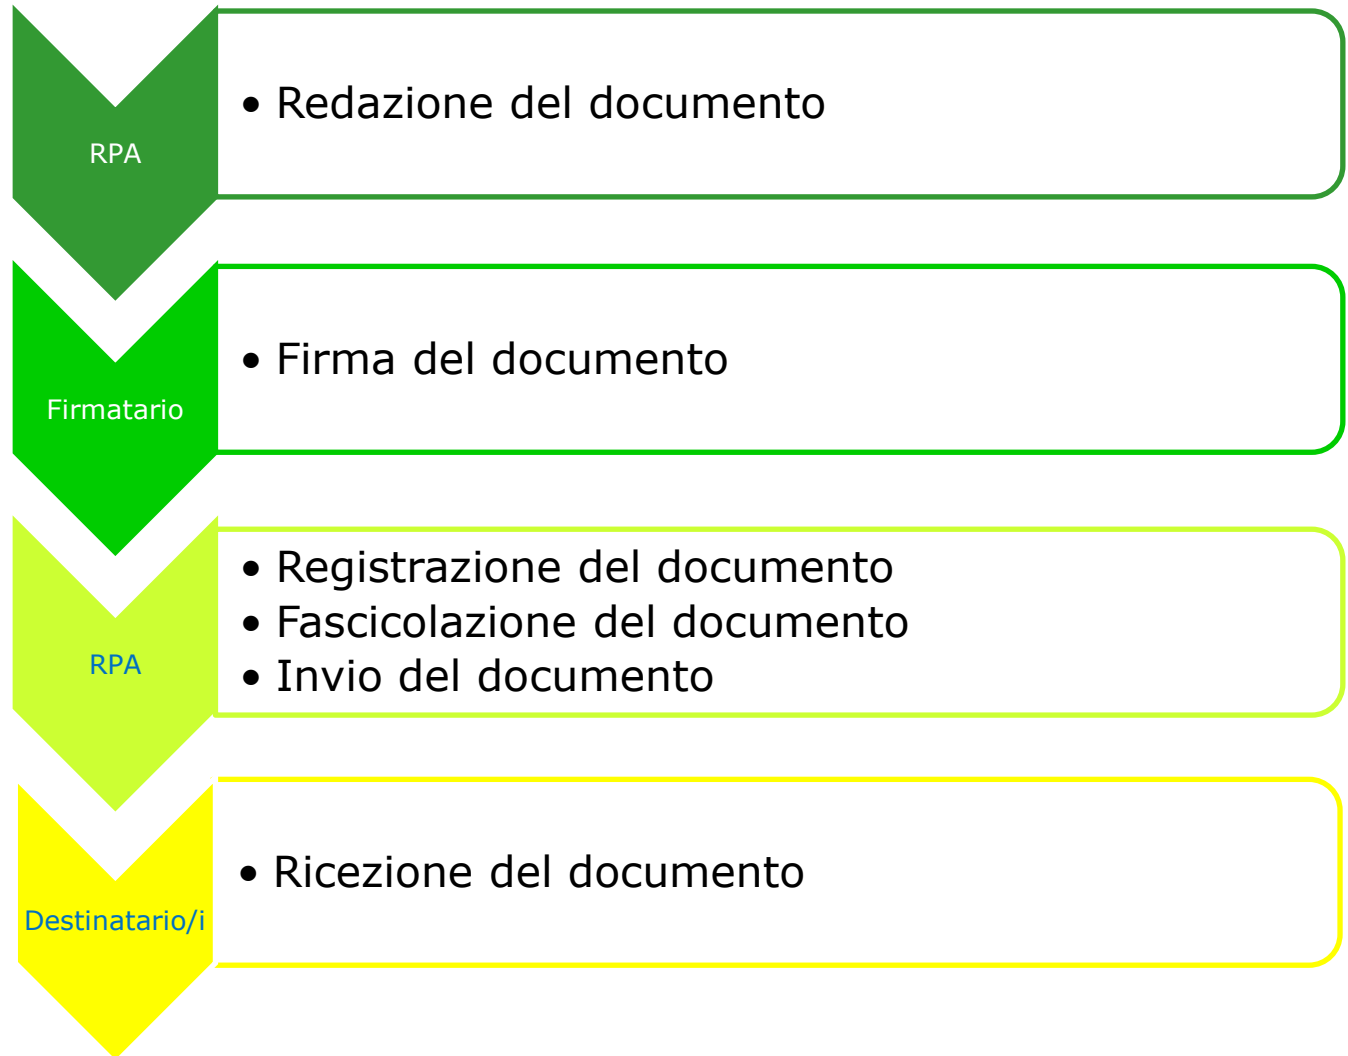 RPA
• Redazione del documento
Firmatario
• Firma del documento
RPA
• Registrazione del documento
• Fascicolazione del documento
• Invio del documento
Destinatario/i
• Ricezione del documento